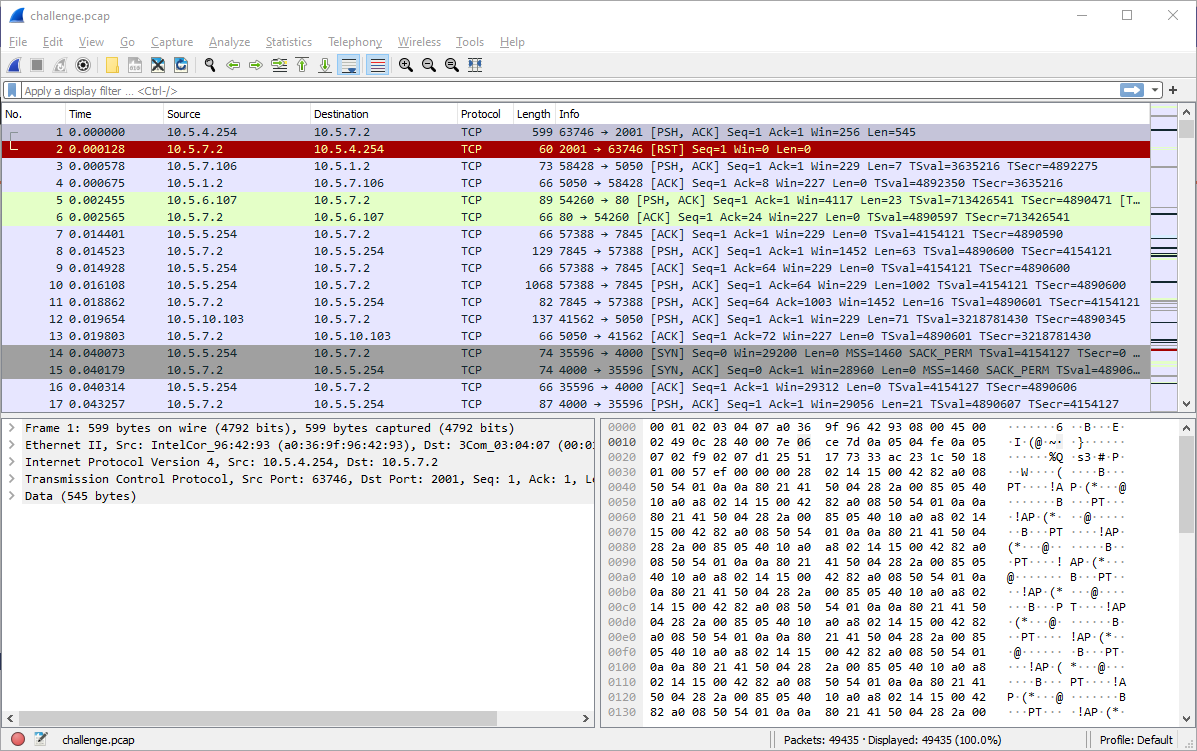 challenge.pcap
File Edit View Go Capture Analyze Statistics Telephony Wireless Tools Help
Apply a display filter ... <Ctrl-/>
No. Time Source Destination Protocol Length Info
1 0.000000 10.5.4.254 10.5.7.2 TCP 599 63746 → 2001 [PSH, ACK] Seq=1 Ack=1 Win=256 Len=545
2 0.000128 10.5.7.2 10.5.4.254 TCP 60 2001 → 63746 [RST] Seq=1 Win=0 Len=0
3 0.000578 10.5.7.106 10.5.1.2 TCP 73 58428 → 5050 [PSH, ACK] Seq=1 Ack=1 Win=229 Len=7 TSval=3635216 TSecr=4892275
4 0.000675 10.5.1.2 10.5.7.106 TCP 66 5050 → 58428 [ACK] Seq=1 Ack=8 Win=227 Len=0 TSval=4892350 TSecr=3635216
5 0.002455 10.5.6.107 10.5.7.2 TCP 89 54260 → 80 [PSH, ACK] Seq=1 Ack=1 Win=4117 Len=23 TSval=713426541 TSecr=4890471 [T…
6 0.002565 10.5.7.2 10.5.6.107 TCP 66 80 → 54260 [ACK] Seq=1 Ack=24 Win=227 Len=0 TSval=4890597 TSecr=713426541
7 0.014401 10.5.5.254 10.5.7.2 TCP 66 57388 → 7845 [ACK] Seq=1 Ack=1 Win=229 Len=0 TSval=4154121 TSecr=4890590
8 0.014523 10.5.7.2 10.5.5.254 TCP 129 7845 → 57388 [PSH, ACK] Seq=1 Ack=1 Win=1452 Len=63 TSval=4890600 TSecr=4154121
9 0.014928 10.5.5.254 10.5.7.2 TCP 66 57388 → 7845 [ACK] Seq=1 Ack=64 Win=229 Len=0 TSval=4154121 TSecr=4890600
10 0.016108 10.5.5.254 10.5.7.2 TCP 1068 57388 → 7845 [PSH, ACK] Seq=1 Ack=64 Win=229 Len=1002 TSval=4154121 TSecr=4890600
11 0.018862 10.5.7.2 10.5.5.254 TCP 82 7845 → 57388 [PSH, ACK] Seq=64 Ack=1003 Win=1452 Len=16 TSval=4890601 TSecr=4154121
12 0.019654 10.5.10.103 10.5.7.2 TCP 137 41562 → 5050 [PSH, ACK] Seq=1 Ack=1 Win=229 Len=71 TSval=3218781430 TSecr=4890345
13 0.019803 10.5.7.2 10.5.10.103 TCP 66 5050 → 41562 [ACK] Seq=1 Ack=72 Win=227 Len=0 TSval=4890601 TSecr=3218781430
14 0.040073 10.5.5.254 10.5.7.2 TCP 74 35596 → 4000 [SYN] Seq=0 Win=29200 Len=0 MSS=1460 SACK_PERM TSval=4154127 TSecr=0 …
15 0.040179 10.5.7.2 10.5.5.254 TCP 74 4000 → 35596 [SYN, ACK] Seq=0 Ack=1 Win=28960 Len=0 MSS=1460 SACK_PERM TSval=48906…
16 0.040314 10.5.5.254 10.5.7.2 TCP 66 35596 → 4000 [ACK] Seq=1 Ack=1 Win=29312 Len=0 TSval=4154127 TSecr=4890606
17 0.043257 10.5.7.2 10.5.5.254 TCP 87 4000 → 35596 [PSH, ACK] Seq=1 Ack=1 Win=29056 Len=21 TSval=4890607 TSecr=4154127
Frame 1: 599 bytes on wire (4792 bits), 599 bytes captured (4792 bits)
Ethernet II, Src: IntelCor_96:42:93 (a0:36:9f:96:42:93), Dst: 3Com_03:04:07 (00:0
Internet Protocol Version 4, Src: 10.5.4.254, Dst: 10.5.7.2
Transmission Control Protocol, Src Port: 63746, Dst Port: 2001, Seq: 1, Ack: 1, L
Data (545 bytes)
0000 00 01 02 03 04 07 a0 36 9f 96 42 93 08 00 45 00 ·······6 ··B···E·
0010 02 49 0c 28 40 00 7e 06 ce 7d 0a 05 04 fe 0a 05 ·I·(@·~· ·}······
0020 07 02 f9 02 07 d1 25 51 17 73 33 ac 23 1c 50 18 ······%Q ·s3·#·P·
0030 01 00 57 ef 00 00 00 28 02 14 15 00 42 82 a0 08 ··W····( ····B···
0040 50 54 01 0a 0a 80 21 41 50 04 28 2a 00 85 05 40 PT····!A P·(*···@
0050 10 a0 a8 02 14 15 00 42 82 a0 08 50 54 01 0a 0a ·······B ···PT···
0060 80 21 41 50 04 28 2a 00 85 05 40 10 a0 a8 02 14 ·!AP·(*· ··@·····
0070 15 00 42 82 a0 08 50 54 01 0a 0a 80 21 41 50 04 ··B···PT ····!AP·
0080 28 2a 00 85 05 40 10 a0 a8 02 14 15 00 42 82 a0 (*···@·· ·····B··
0090 08 50 54 01 0a 0a 80 21 41 50 04 28 2a 00 85 05 ·PT····! AP·(*···
00a0 40 10 a0 a8 02 14 15 00 42 82 a0 08 50 54 01 0a @······· B···PT··
00b0 0a 80 21 41 50 04 28 2a 00 85 05 40 10 a0 a8 02 ··!AP·(* ···@····
00c0 14 15 00 42 82 a0 08 50 54 01 0a 0a 80 21 41 50 ···B···P T····!AP
00d0 04 28 2a 00 85 05 40 10 a0 a8 02 14 15 00 42 82 ·(*···@· ······B·
00e0 a0 08 50 54 01 0a 0a 80 21 41 50 04 28 2a 00 85 ··PT···· !AP·(*··
00f0 05 40 10 a0 a8 02 14 15 00 42 82 a0 08 50 54 01 ·@······ ·B···PT·
0100 0a 0a 80 21 41 50 04 28 2a 00 85 05 40 10 a0 a8 ···!AP·( *···@···
0110 02 14 15 00 42 82 a0 08 50 54 01 0a 0a 80 21 41 ····B··· PT····!A
0120 50 04 28 2a 00 85 05 40 10 a0 a8 02 14 15 00 42 P·(*···@ ·······B
0130 82 a0 08 50 54 01 0a 0a 80 21 41 50 04 28 2a 00 ···PT··· ·!AP·(*·
challenge.pcap Packets: 49435 · Displayed: 49435 (100.0%) Profile: Default